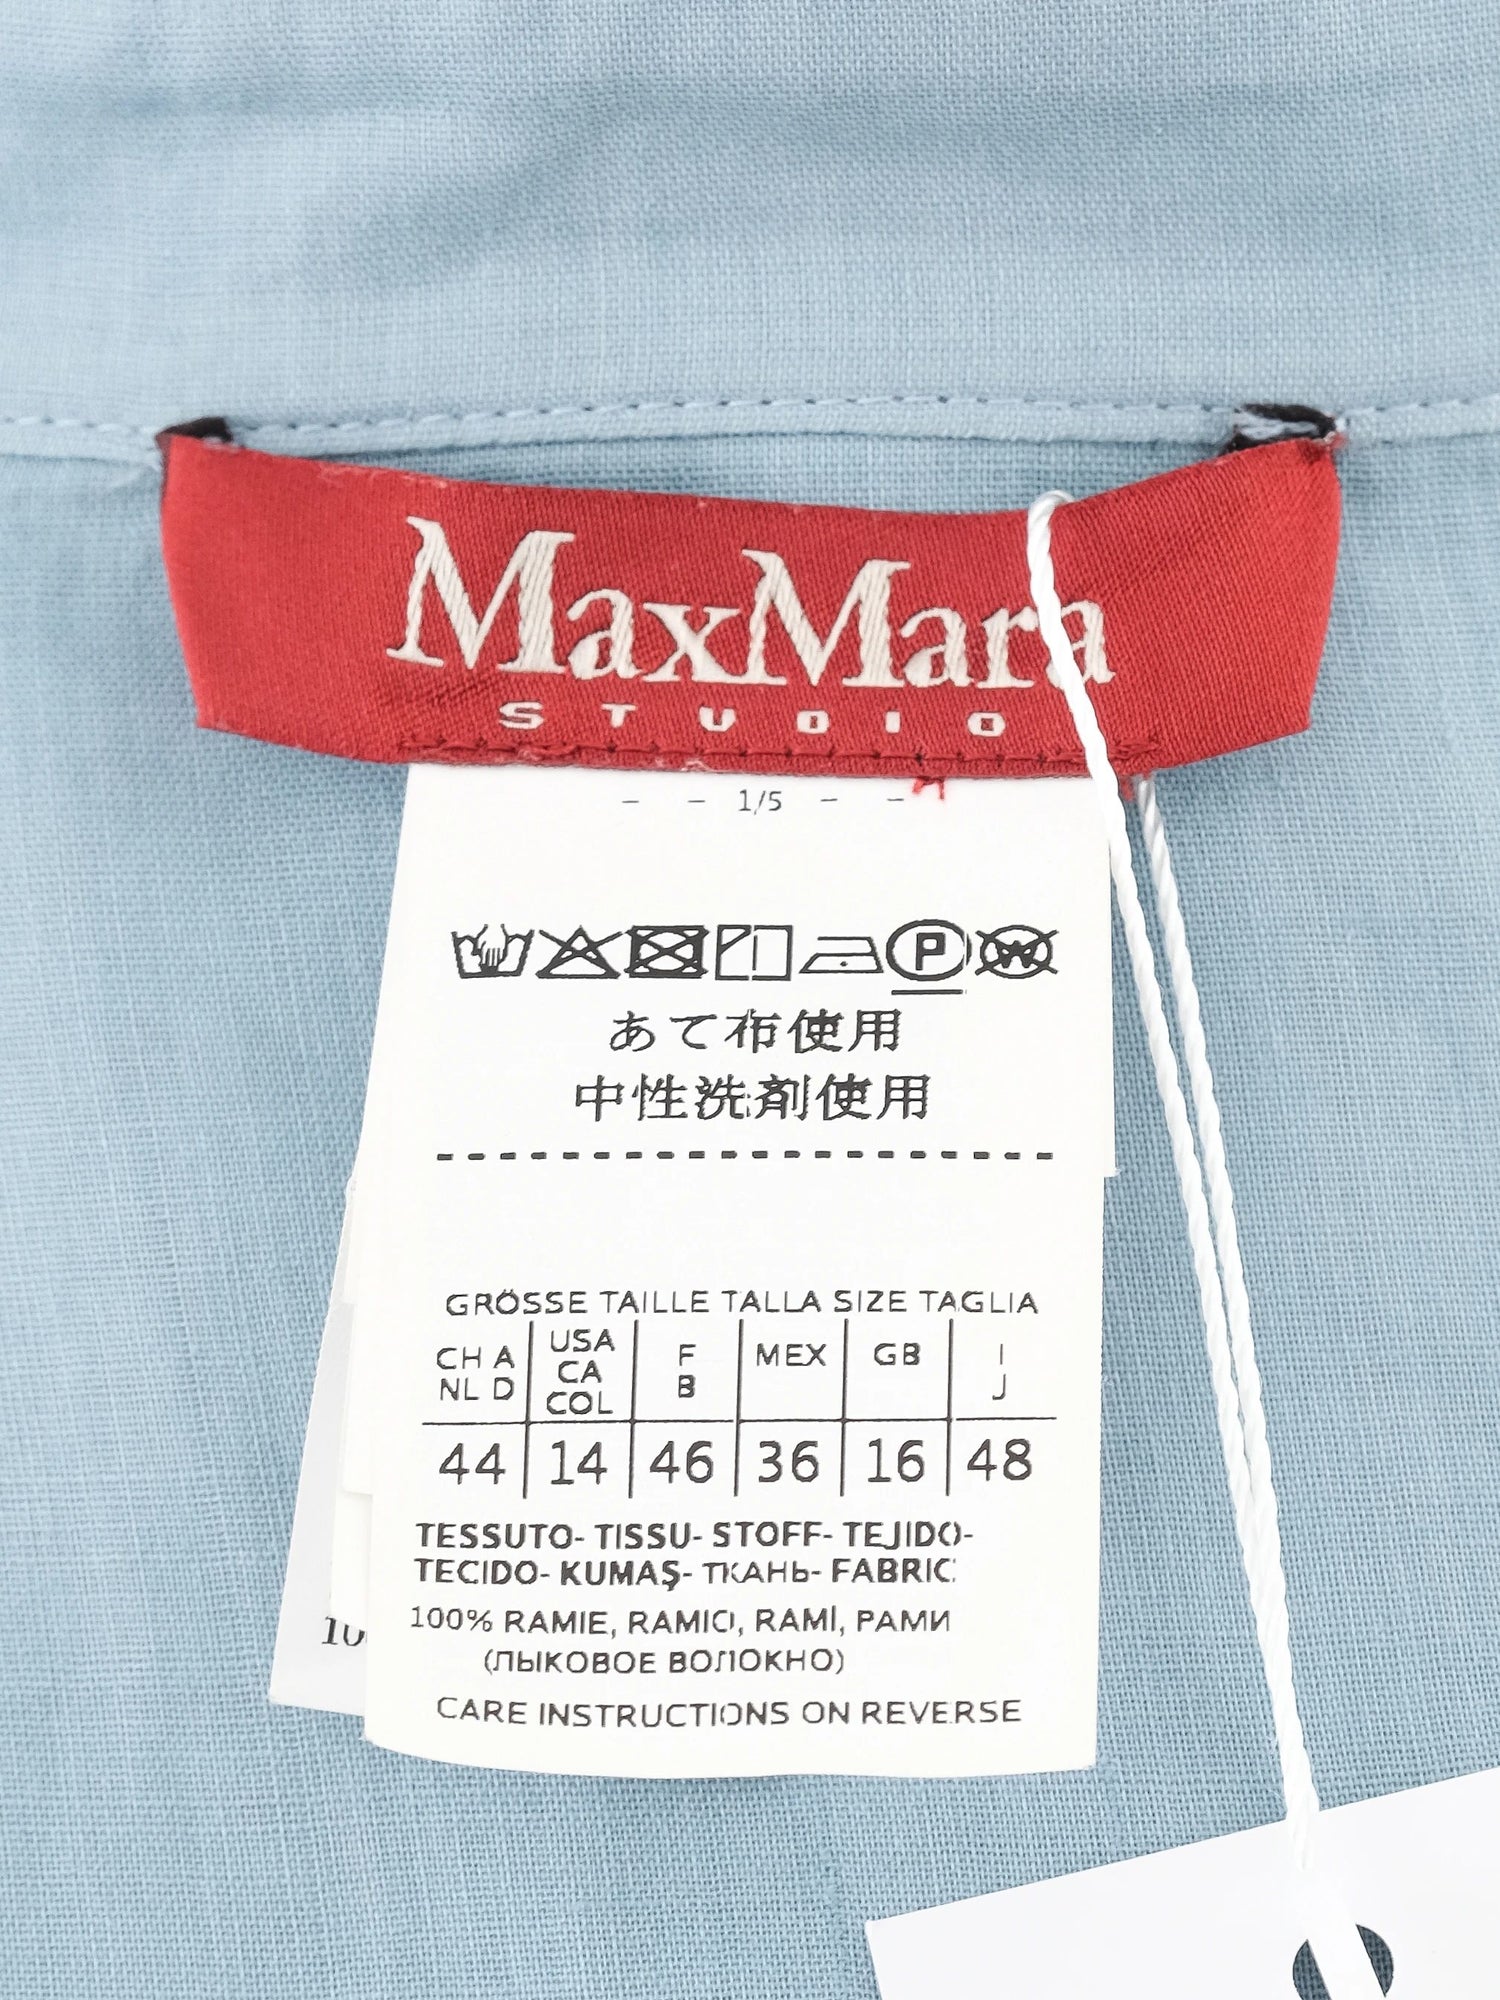 MaxMara
STUDIO
- - 1/5 - -
P W
あて布使用
中性洗剤使用
GRÖSSE TAILLE TALLA SIZE TAGLIA
CH A NL D | USA CA COL | F B | MEX | GB | I J
44 | 14 | 46 | 36 | 16 | 48
TESSUTO- TISSU- STOFF- TEJIDO-
TECIDO- KUMAŞ- ТКАНЬ- FABRIC:
100% RAMIE, RAMIO, RAMİ, РАМИ
(ЛЫКОВОЕ ВОЛОКНО)
CARE INSTRUCTIONS ON REVERSE